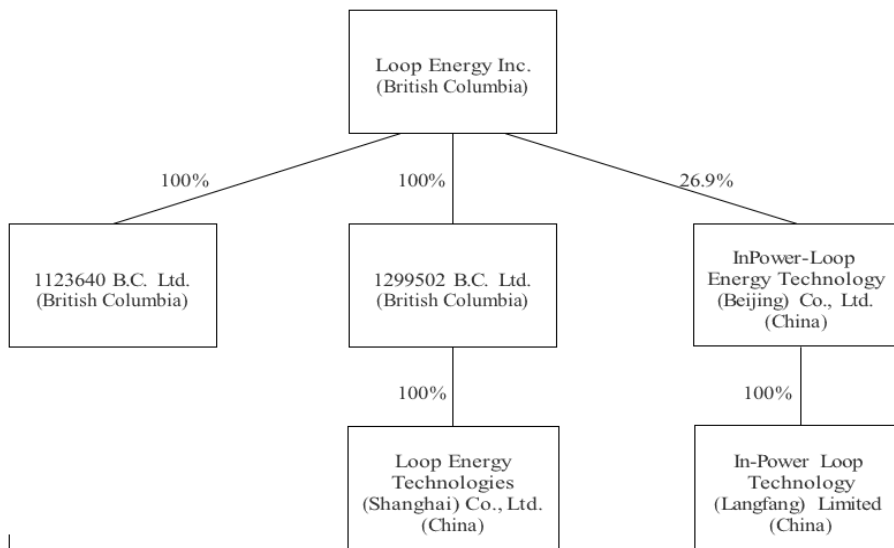 Loop Energy Inc.
(British Columbia)
100%
100%
26.9%
1123640 B.C. Ltd.
(British Columbia)
1299502 B.C. Ltd.
(British Columbia)
InPower-Loop
Energy Technology
(Beijing) Co., Ltd.
(China)
100%
100%
Loop Energy
Technologies
(Shanghai) Co., Ltd.
(China)
In-Power Loop
Technology
(Langfang) Limited
(China)